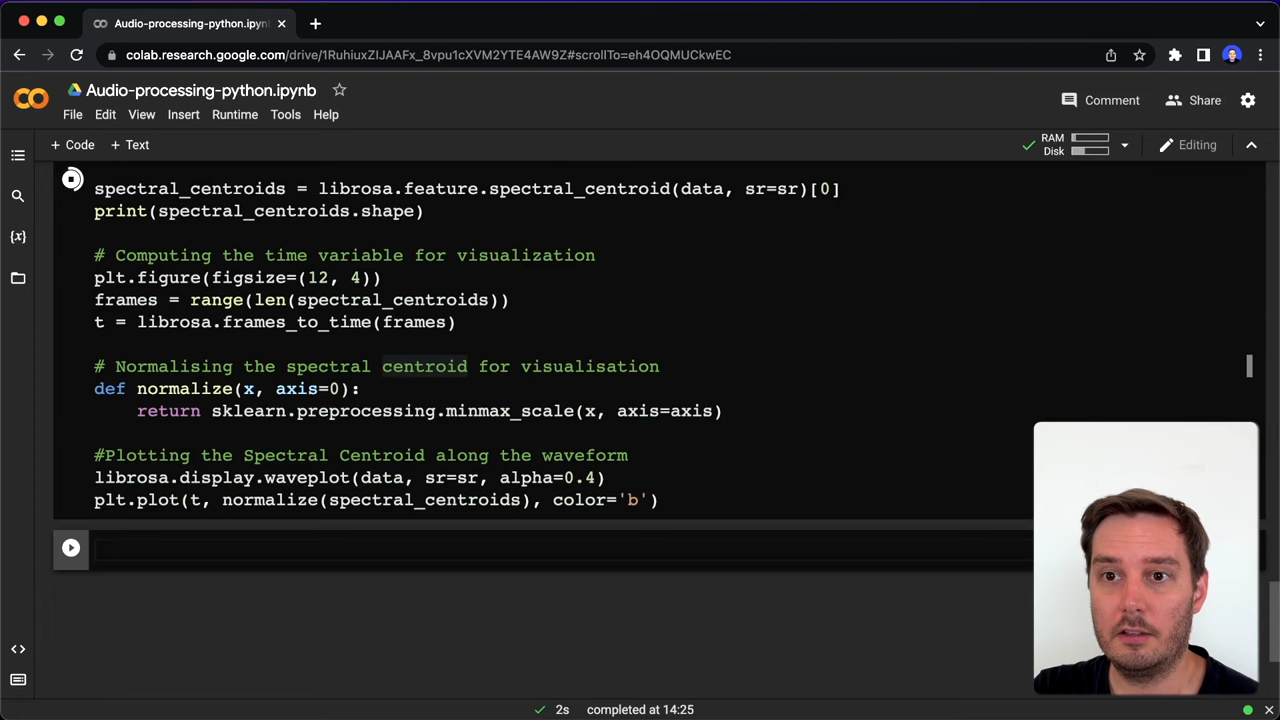 Audio-processing-python.ipyn
colab.research.google.com/drive/1RuhiuxZIJAAFx_8vpu1cXVM2YTE4AW9Z#scrollTo=eh4OQMUCkwEC
Audio-processing-python.ipynb
Comment
Share
File Edit View Insert Runtime Tools Help
+ Code + Text
RAM
Disk
Editing
spectral_centroids = librosa.feature.spectral_centroid(data, sr=sr)[0]
print(spectral_centroids.shape)
# Computing the time variable for visualization
plt.figure(figsize=(12, 4))
frames = range(len(spectral_centroids))
t = librosa.frames_to_time(frames)
# Normalising the spectral centroid for visualisation
def normalize(x, axis=0):
    return sklearn.preprocessing.minmax_scale(x, axis=axis)
#Plotting the Spectral Centroid along the waveform
librosa.display.waveplot(data, sr=sr, alpha=0.4)
plt.plot(t, normalize(spectral_centroids), color='b')
2s completed at 14:25